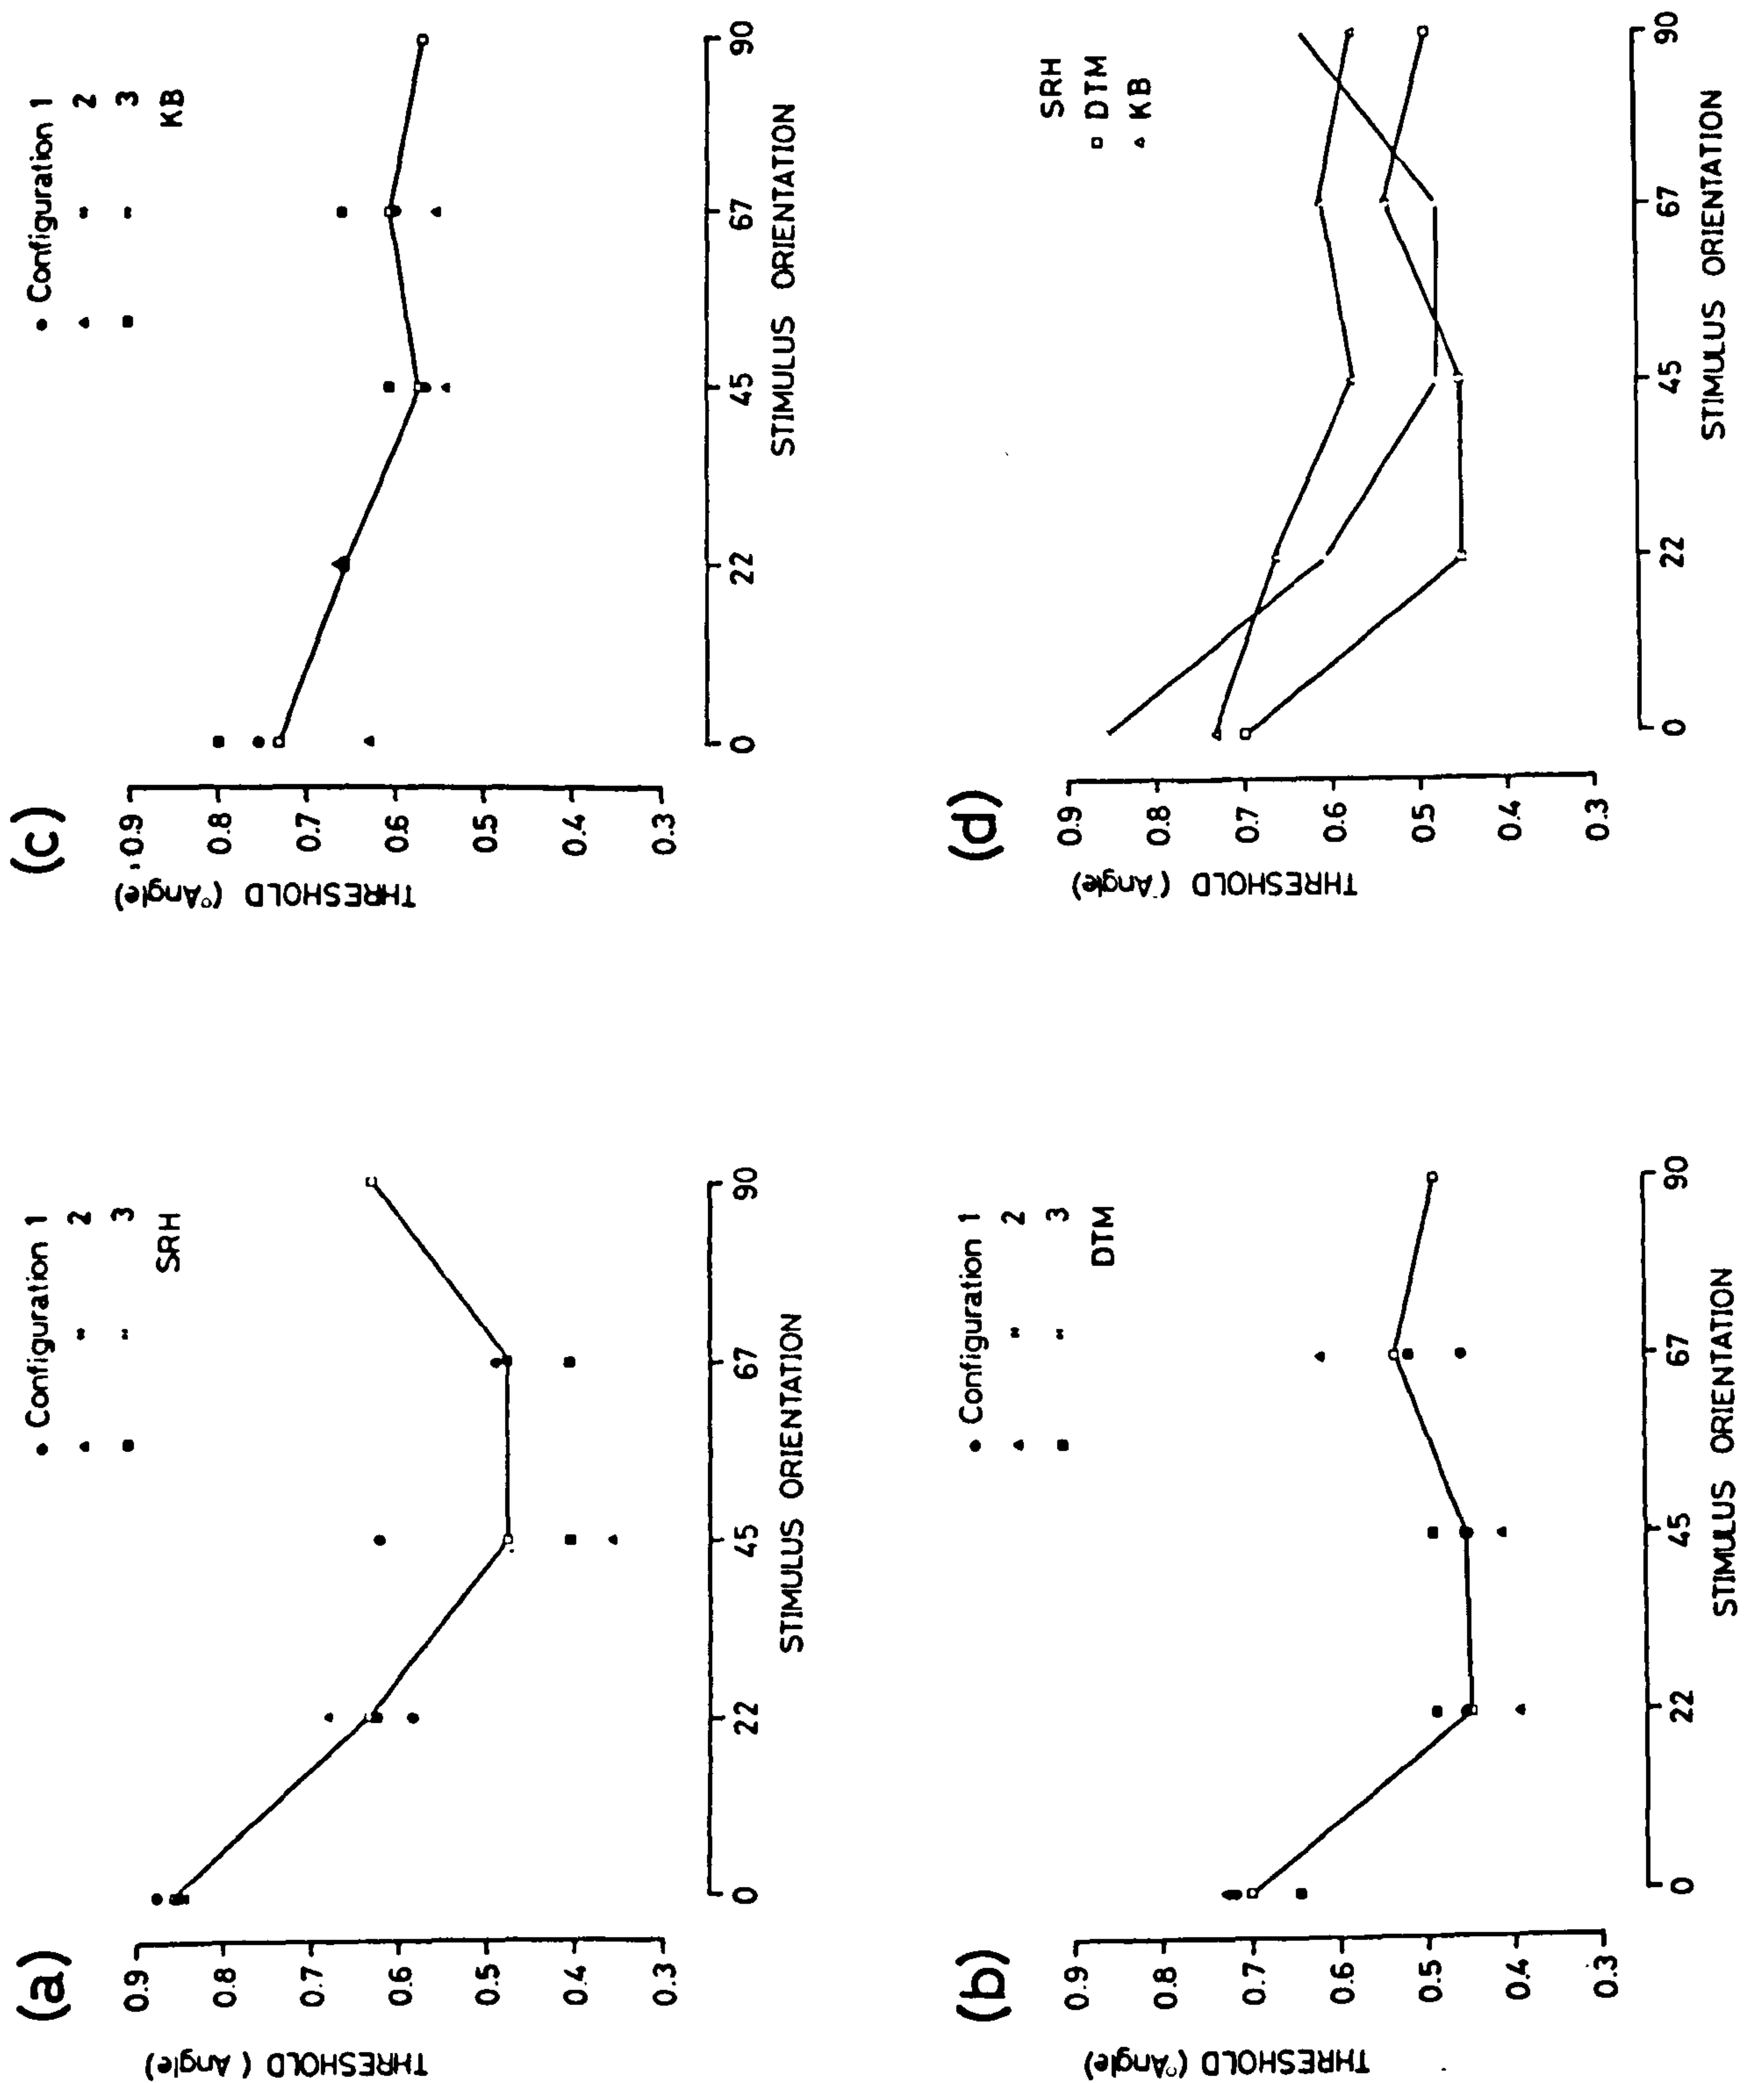 (a)
● Configuration 1
▲ " 2
■ " 3
SRH
THRESHOLD ( Angle)
0.9
0.8
0.7
0.6
0.5
0.4
0.3
0 22 45 67 90
STIMULUS ORIENTATION
(b)
● Configuration 1
▲ " 2
■ " 3
DTM
THRESHOLD (°Angle)
0.9
0.8
0.7
0.6
0.5
0.4
0.3
0 22 45 67 90
STIMULUS ORIENTATION
(c)
● Configuration 1
▲ " 2
■ " 3
KB
THRESHOLD (°Angle)
0.9
0.8
0.7
0.6
0.5
0.4
0.3
0 22 45 67 90
STIMULUS ORIENTATION
(d)
SRH
□ DTM
△ KB
THRESHOLD ( Angle)
0.9
0.8
0.7
0.6
0.5
0.4
0.3
0 22 45 67 90
STIMULUS ORIENTATION